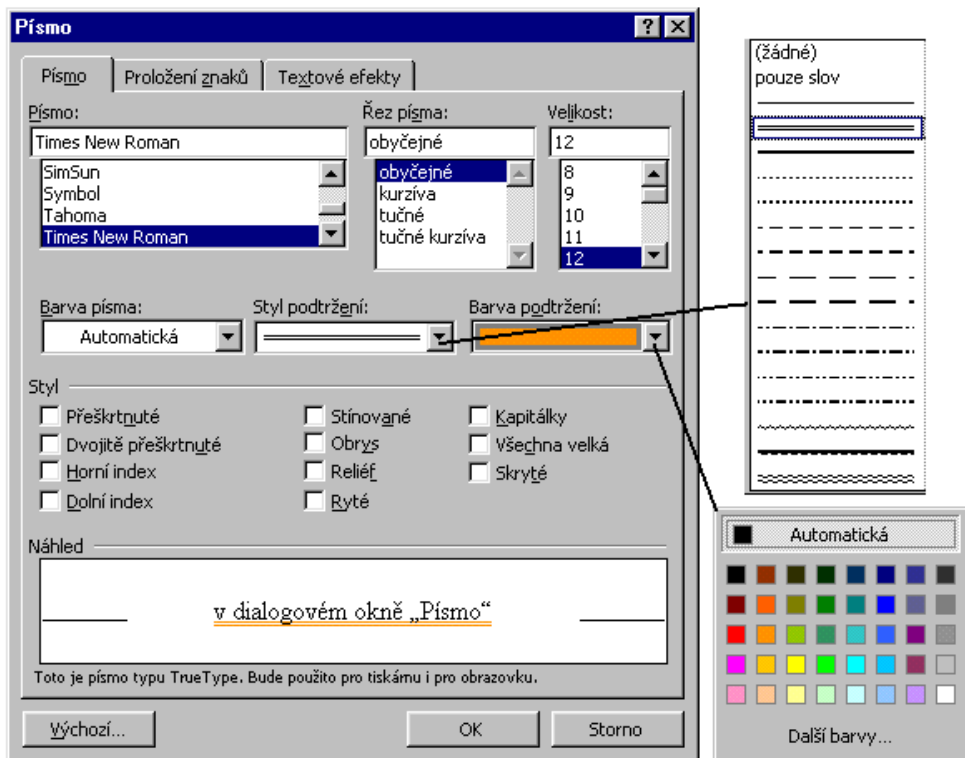 Písmo
Písmo
Proložení znaků
Textové efekty
Písmo:
Řez písma:
Velikost:
Times New Roman
obyčejné
12
SimSun
Symbol
Tahoma
Times New Roman
obyčejné
kurzíva
tučné
tučné kurzíva
8
9
10
11
12
Barva písma:
Styl podtržení:
Barva podtržení:
Automatická
Styl
Přeškrtnuté
Dvojitě přeškrtnuté
Horní index
Dolní index
Stínované
Obrys
Reliéf
Ryté
Kapitálky
Všechna velká
Skryté
Náhled
v dialogovém okně „Písmo“
Toto je písmo typu TrueType. Bude použito pro tiskárnu i pro obrazovku.
Výchozí...
OK
Storno
(žádné)
pouze slov
Automatická
Další barvy...